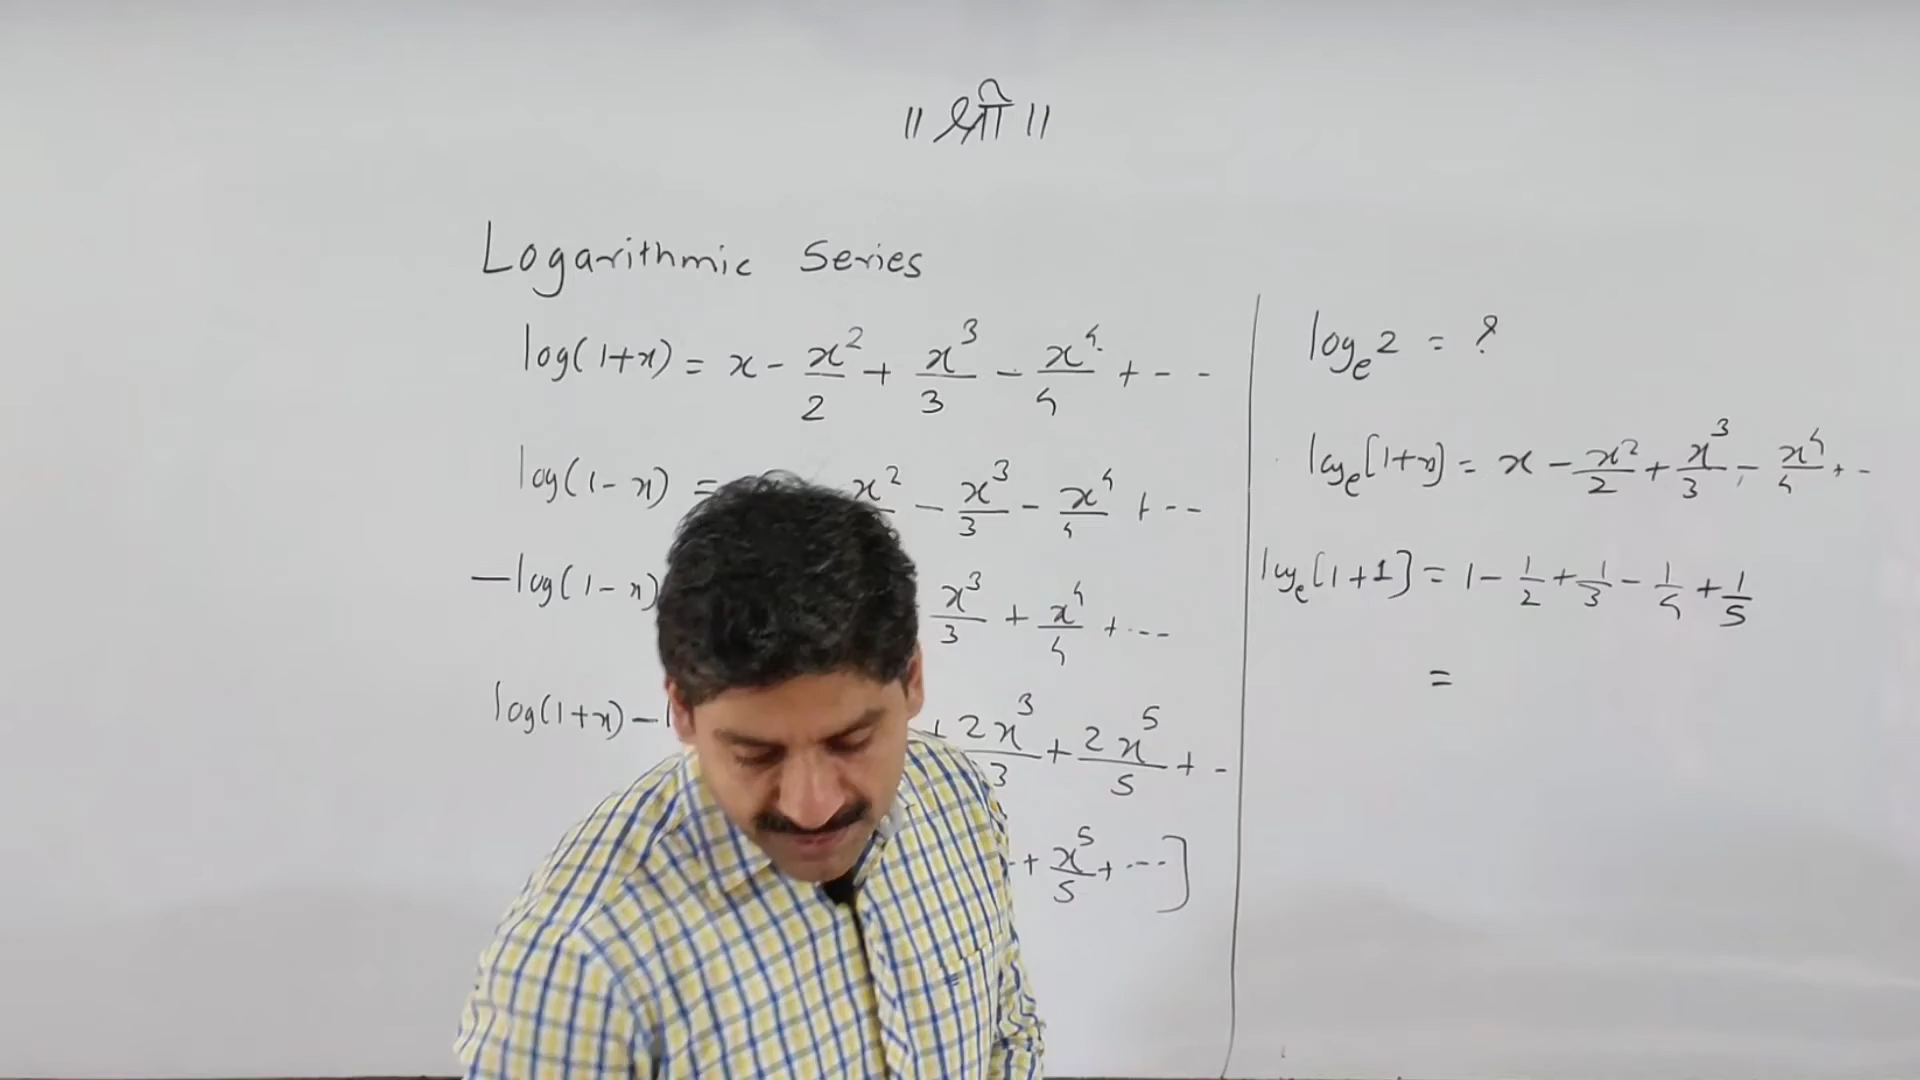 ॥ श्री ॥
Logarithmic Series
log(1+x) = x - x²/2 + x³/3 - x⁴/4 + - -
log(1-x) = x²  - x³/3 - x⁴/4 + - -
-log(1-x) x³/3 + x⁴/4 + - - -
log(1+x) - + 2x³/3 + 2x⁵/5 + -
+ x⁵/5 + - - - ]
logₑ2 = ?
logₑ[1+x] = x - x²/2 + x³/3 - x⁴/4 + - -
logₑ[1+1] = 1 - 1/2 + 1/3 - 1/4 + 1/5
=